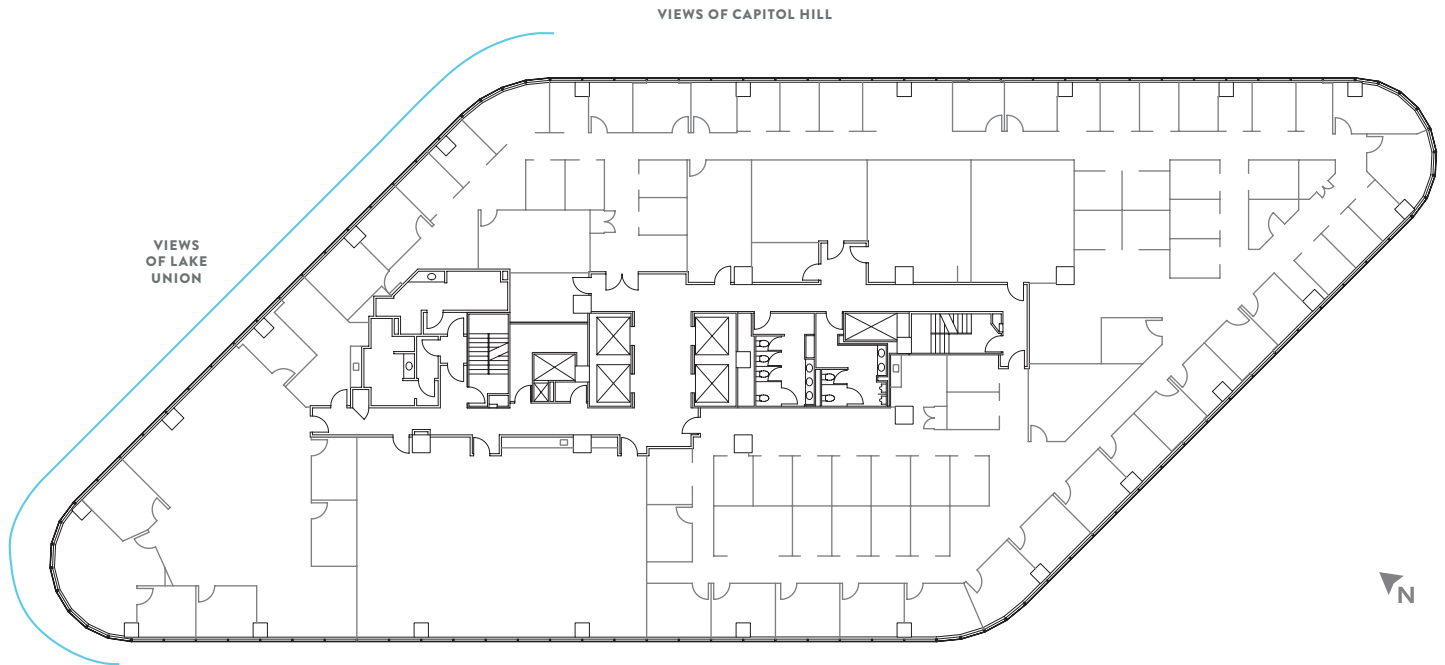 VIEWS OF CAPITOL HILL
VIEWS
OF LAKE
UNION
N